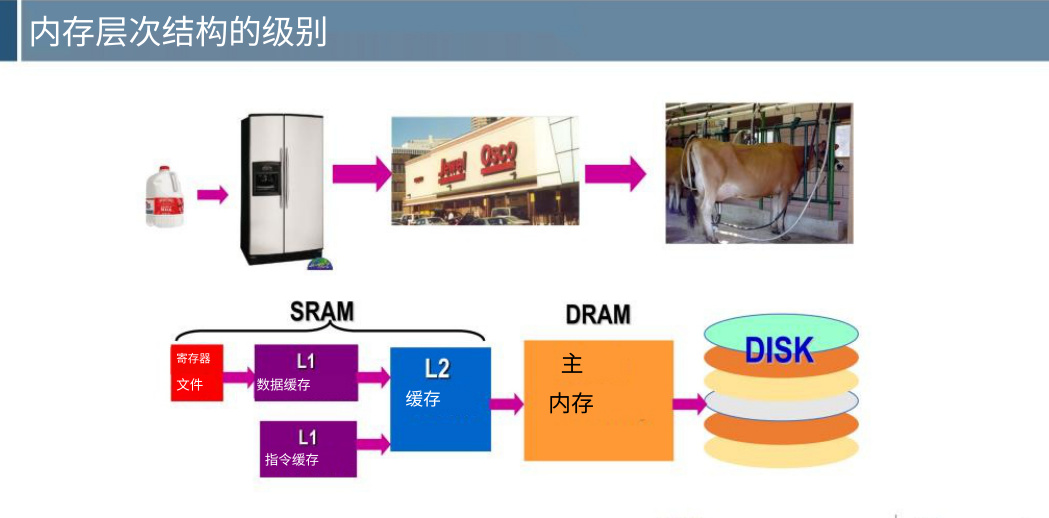 内存层次结构的级别
Jewel Osco
SRAM
DRAM
寄存器
文件
L1
数据缓存
L2
缓存
主
内存
DISK
L1
指令缓存